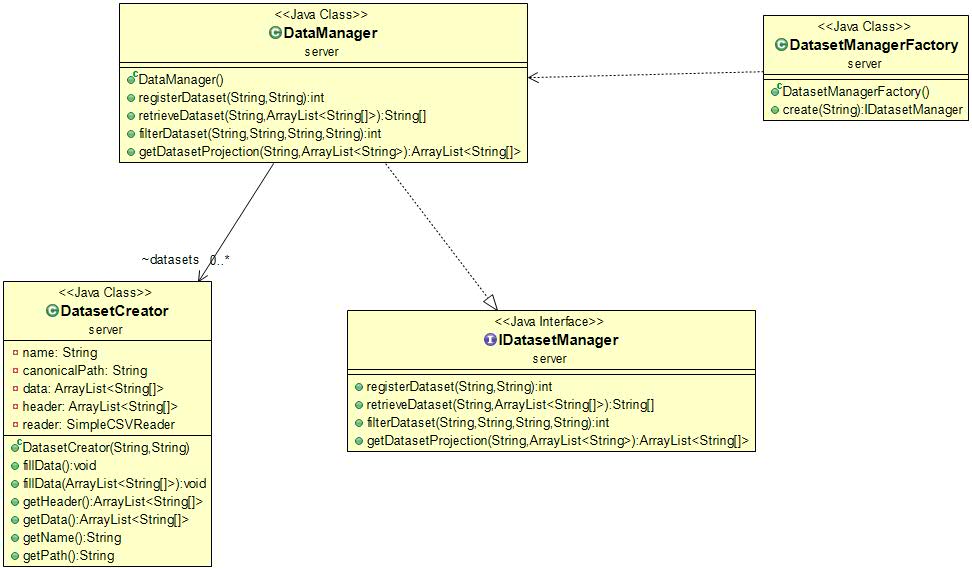 <<Java Class>>
DataManager
server
DataManager()
registerDataset(String,String):int
retrieveDataset(String,ArrayList<String[]>):String[]
filterDataset(String,String,String,String):int
getDatasetProjection(String,ArrayList<String>):ArrayList<String[]>
<<Java Class>>
DatasetManagerFactory
server
DatasetManagerFactory()
create(String):IDatasetManager
~datasets 0..*
<<Java Class>>
DatasetCreator
server
name: String
canonicalPath: String
data: ArrayList<String[]>
header: ArrayList<String[]>
reader: SimpleCSVReader
DatasetCreator(String,String)
fillData():void
fillData(ArrayList<String[]>):void
getHeader():ArrayList<String[]>
getData():ArrayList<String[]>
getName():String
getPath():String
<<Java Interface>>
IDatasetManager
server
registerDataset(String,String):int
retrieveDataset(String,ArrayList<String[]>):String[]
filterDataset(String,String,String,String):int
getDatasetProjection(String,ArrayList<String>):ArrayList<String[]>